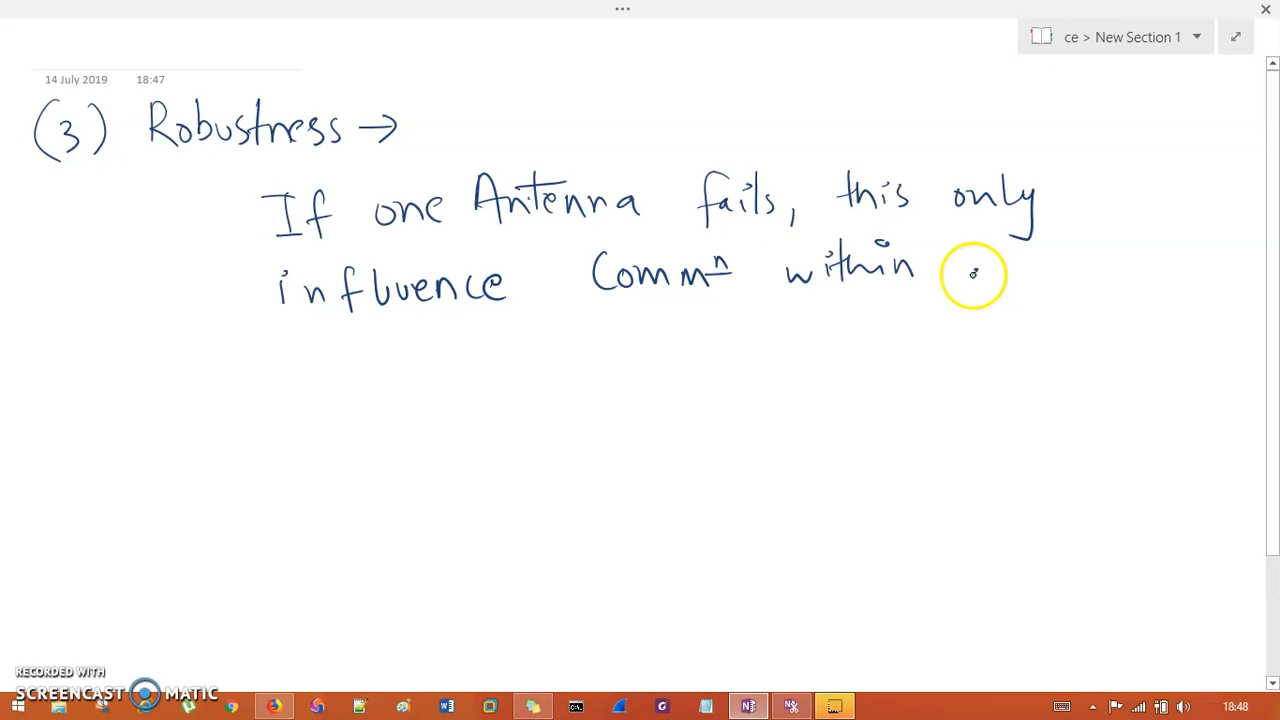 ce > New Section 1
14 July 2019 18:47
(3) Robustness →
If one Antenna fails, this only
influence Commⁿ within
RECORDED WITH
SCREENCAST MATIC
18:48